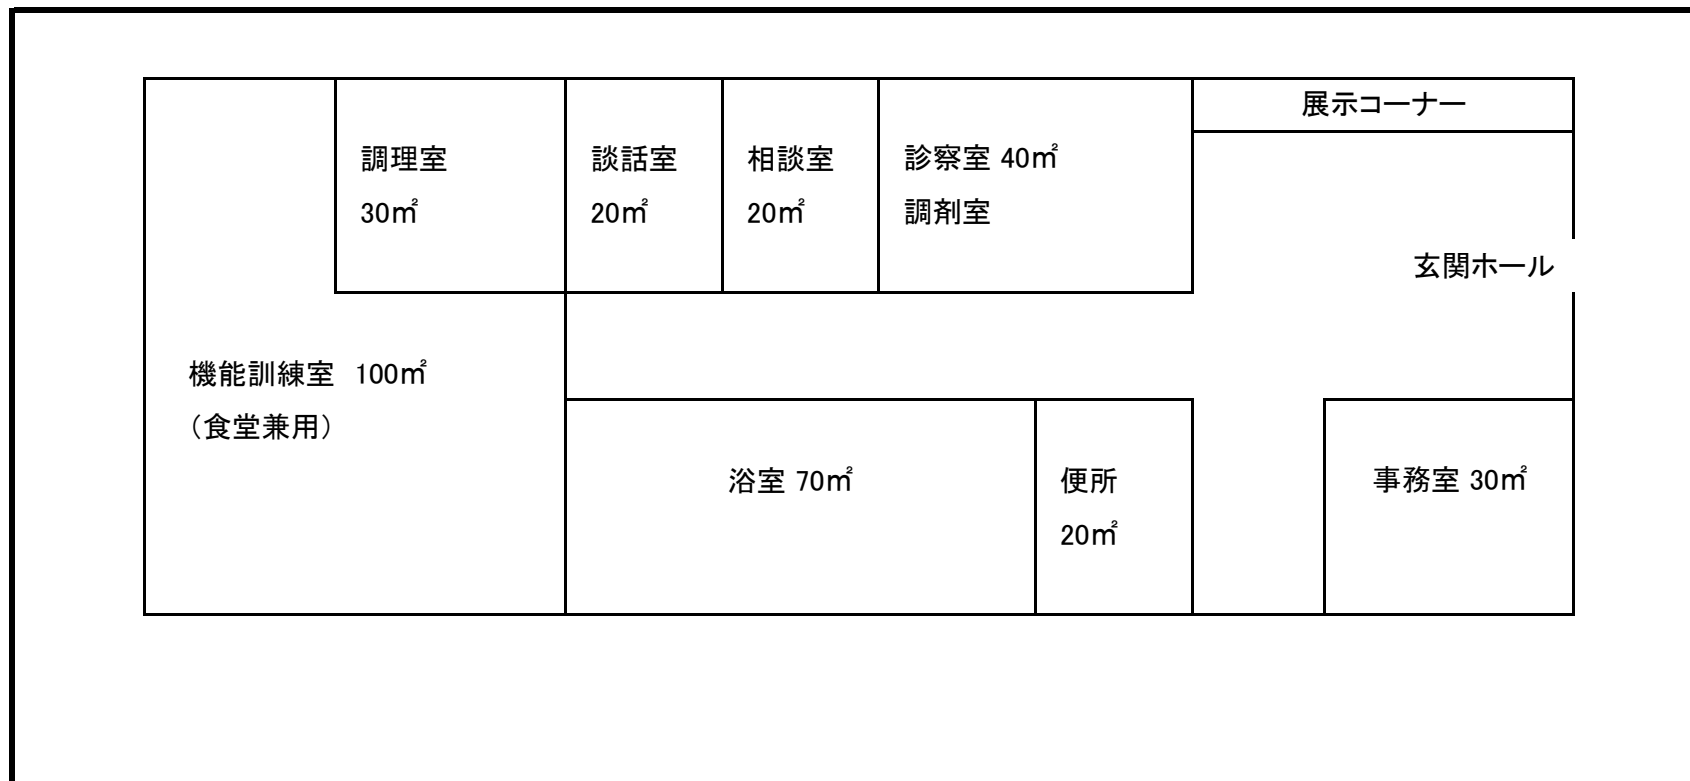 展示コーナー
調理室
30㎡
談話室
20㎡
相談室
20㎡
診察室 40㎡
調剤室
玄関ホール
機能訓練室　100㎡
（食堂兼用）
浴室 70㎡
便所
20㎡
事務室 30㎡